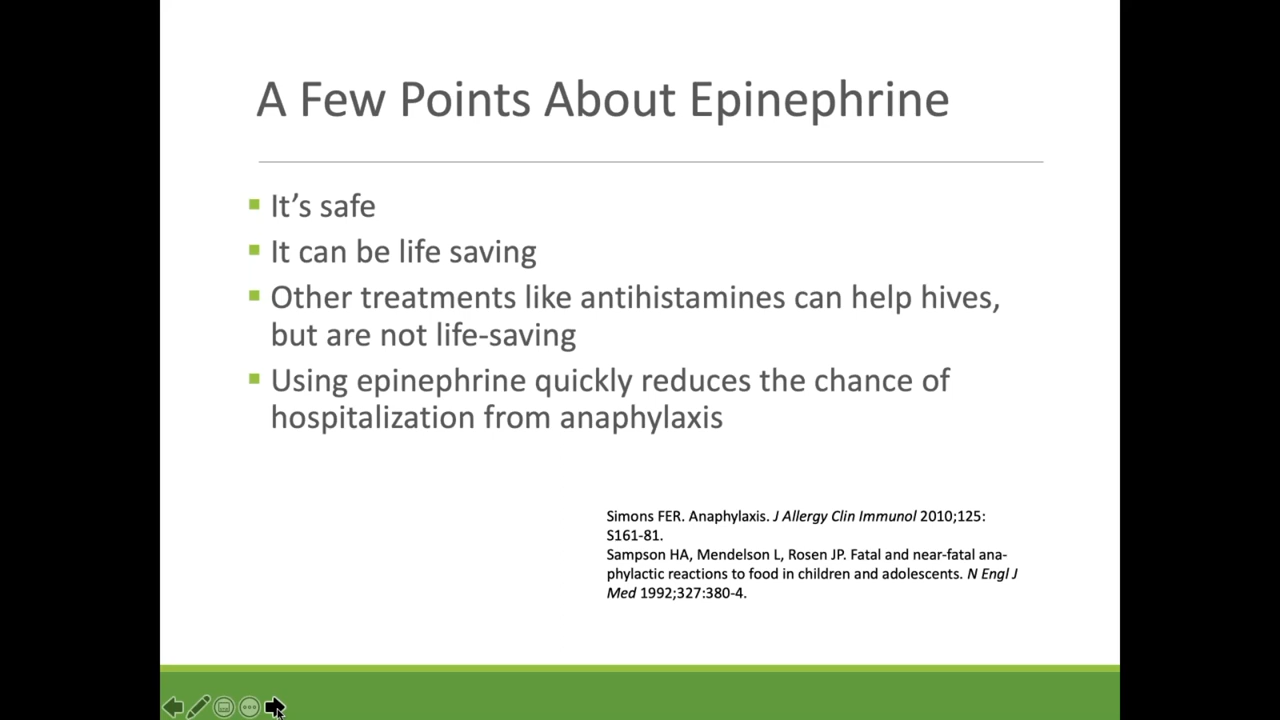 A Few Points About Epinephrine
It’s safe
It can be life saving
Other treatments like antihistamines can help hives,
but are not life-saving
Using epinephrine quickly reduces the chance of
hospitalization from anaphylaxis
Simons FER. Anaphylaxis. J Allergy Clin Immunol 2010;125:
S161-81.
Sampson HA, Mendelson L, Rosen JP. Fatal and near-fatal ana-
phylactic reactions to food in children and adolescents. N Engl J
Med 1992;327:380-4.